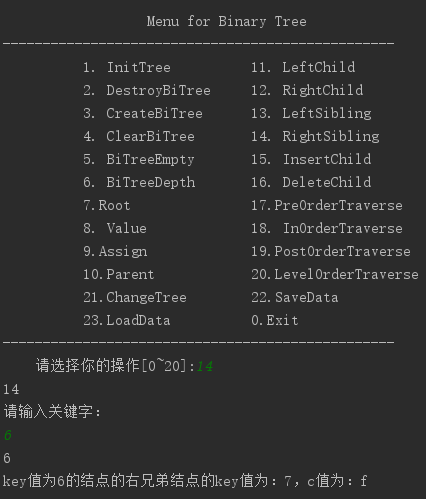 Menu for Binary Tree
-------------------------------------------------
1. InitTree 11. LeftChild
2. DestroyBiTree 12. RightChild
3. CreateBiTree 13. LeftSibling
4. ClearBiTree 14. RightSibling
5. BiTreeEmpty 15. InsertChild
6. BiTreeDepth 16. DeleteChild
7.Root 17.PreOrderTraverse
8. Value 18. InOrderTraverse
9.Assign 19.PostOrderTraverse
10.Parent 20.LevelOrderTraverse
21.ChangeTree 22.SaveData
23.LoadData 0.Exit
-------------------------------------------------
请选择你的操作[0~20]:14
14
请输入关键字:
6
6
key值为6的结点的右兄弟结点的key值为: 7, c值为: f